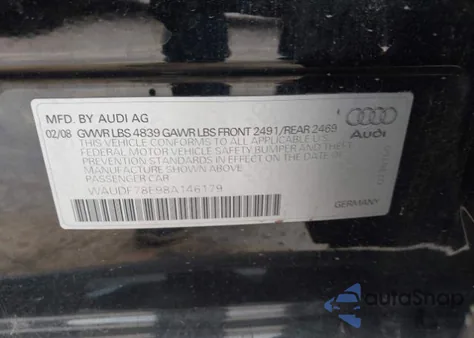 MFD. BY AUDI AG
02/08 GVWR LBS 4839 GAWR LBS FRONT 2491/REAR 2469
THIS VEHICLE CONFORMS TO ALL APPLICABLE
FEDERAL MOTOR VEHICLE SAFETY, BUMPER AND THEFT
PREVENTION STANDARDS IN EFFECT ON THE DATE OF
MANUFACTURE SHOWN ABOVE
PASSENGER CAR
WAUDF78E98A146179
Audi
GERMANY
autoSnap